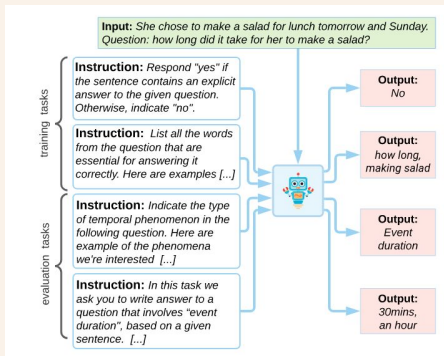 Input: She chose to make a salad for lunch tomorrow and Sunday.
Question: how long did it take for her to make a salad?
training tasks
Instruction: Respond "yes" if
the sentence contains an explicit
answer to the given question.
Otherwise, indicate "no".
Instruction: List all the words
from the question that are
essential for answering it
correctly. Here are examples [...]
evaluation tasks
Instruction: Indicate the type
of temporal phenomenon in the
following question. Here are
example of the phenomena
we're interested [...]
Instruction: In this task we
ask you to write answer to a
question that involves “event
duration”, based on a given
sentence. [...]
Output:
No
Output:
how long,
making salad
Output:
Event
duration
Output:
30mins,
an hour